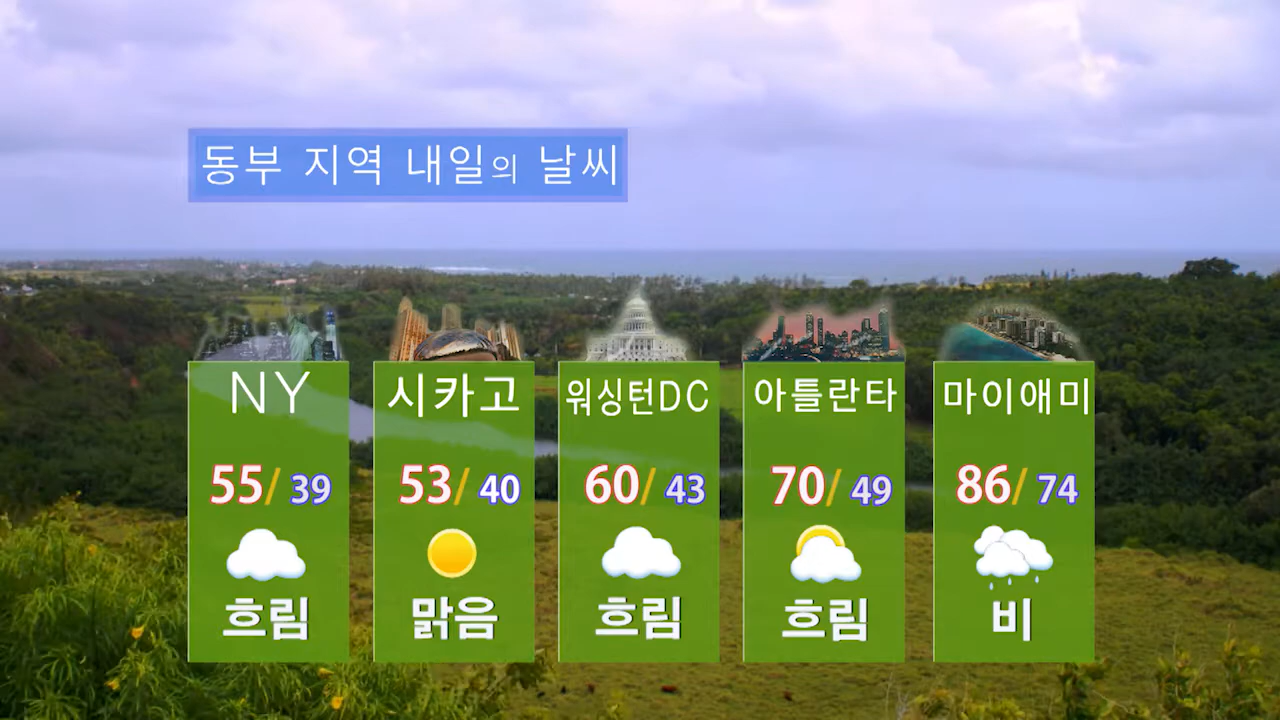 동부 지역 내일의 날씨
NY
55/ 39
흐림
시카고
53/ 40
맑음
워싱턴DC
60/ 43
흐림
아틀란타
70/ 49
흐림
마이애미
86/ 74
비